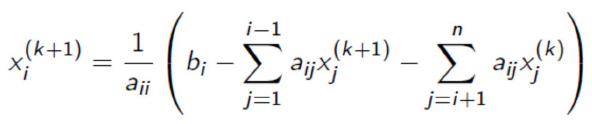 x_i^{(k+1)} = \frac{1}{a_{ii}} \left( b_i - \sum_{j=1}^{i-1} a_{ij} x_j^{(k+1)} - \sum_{j=i+1}^{n} a_{ij} x_j^{(k)} \right)